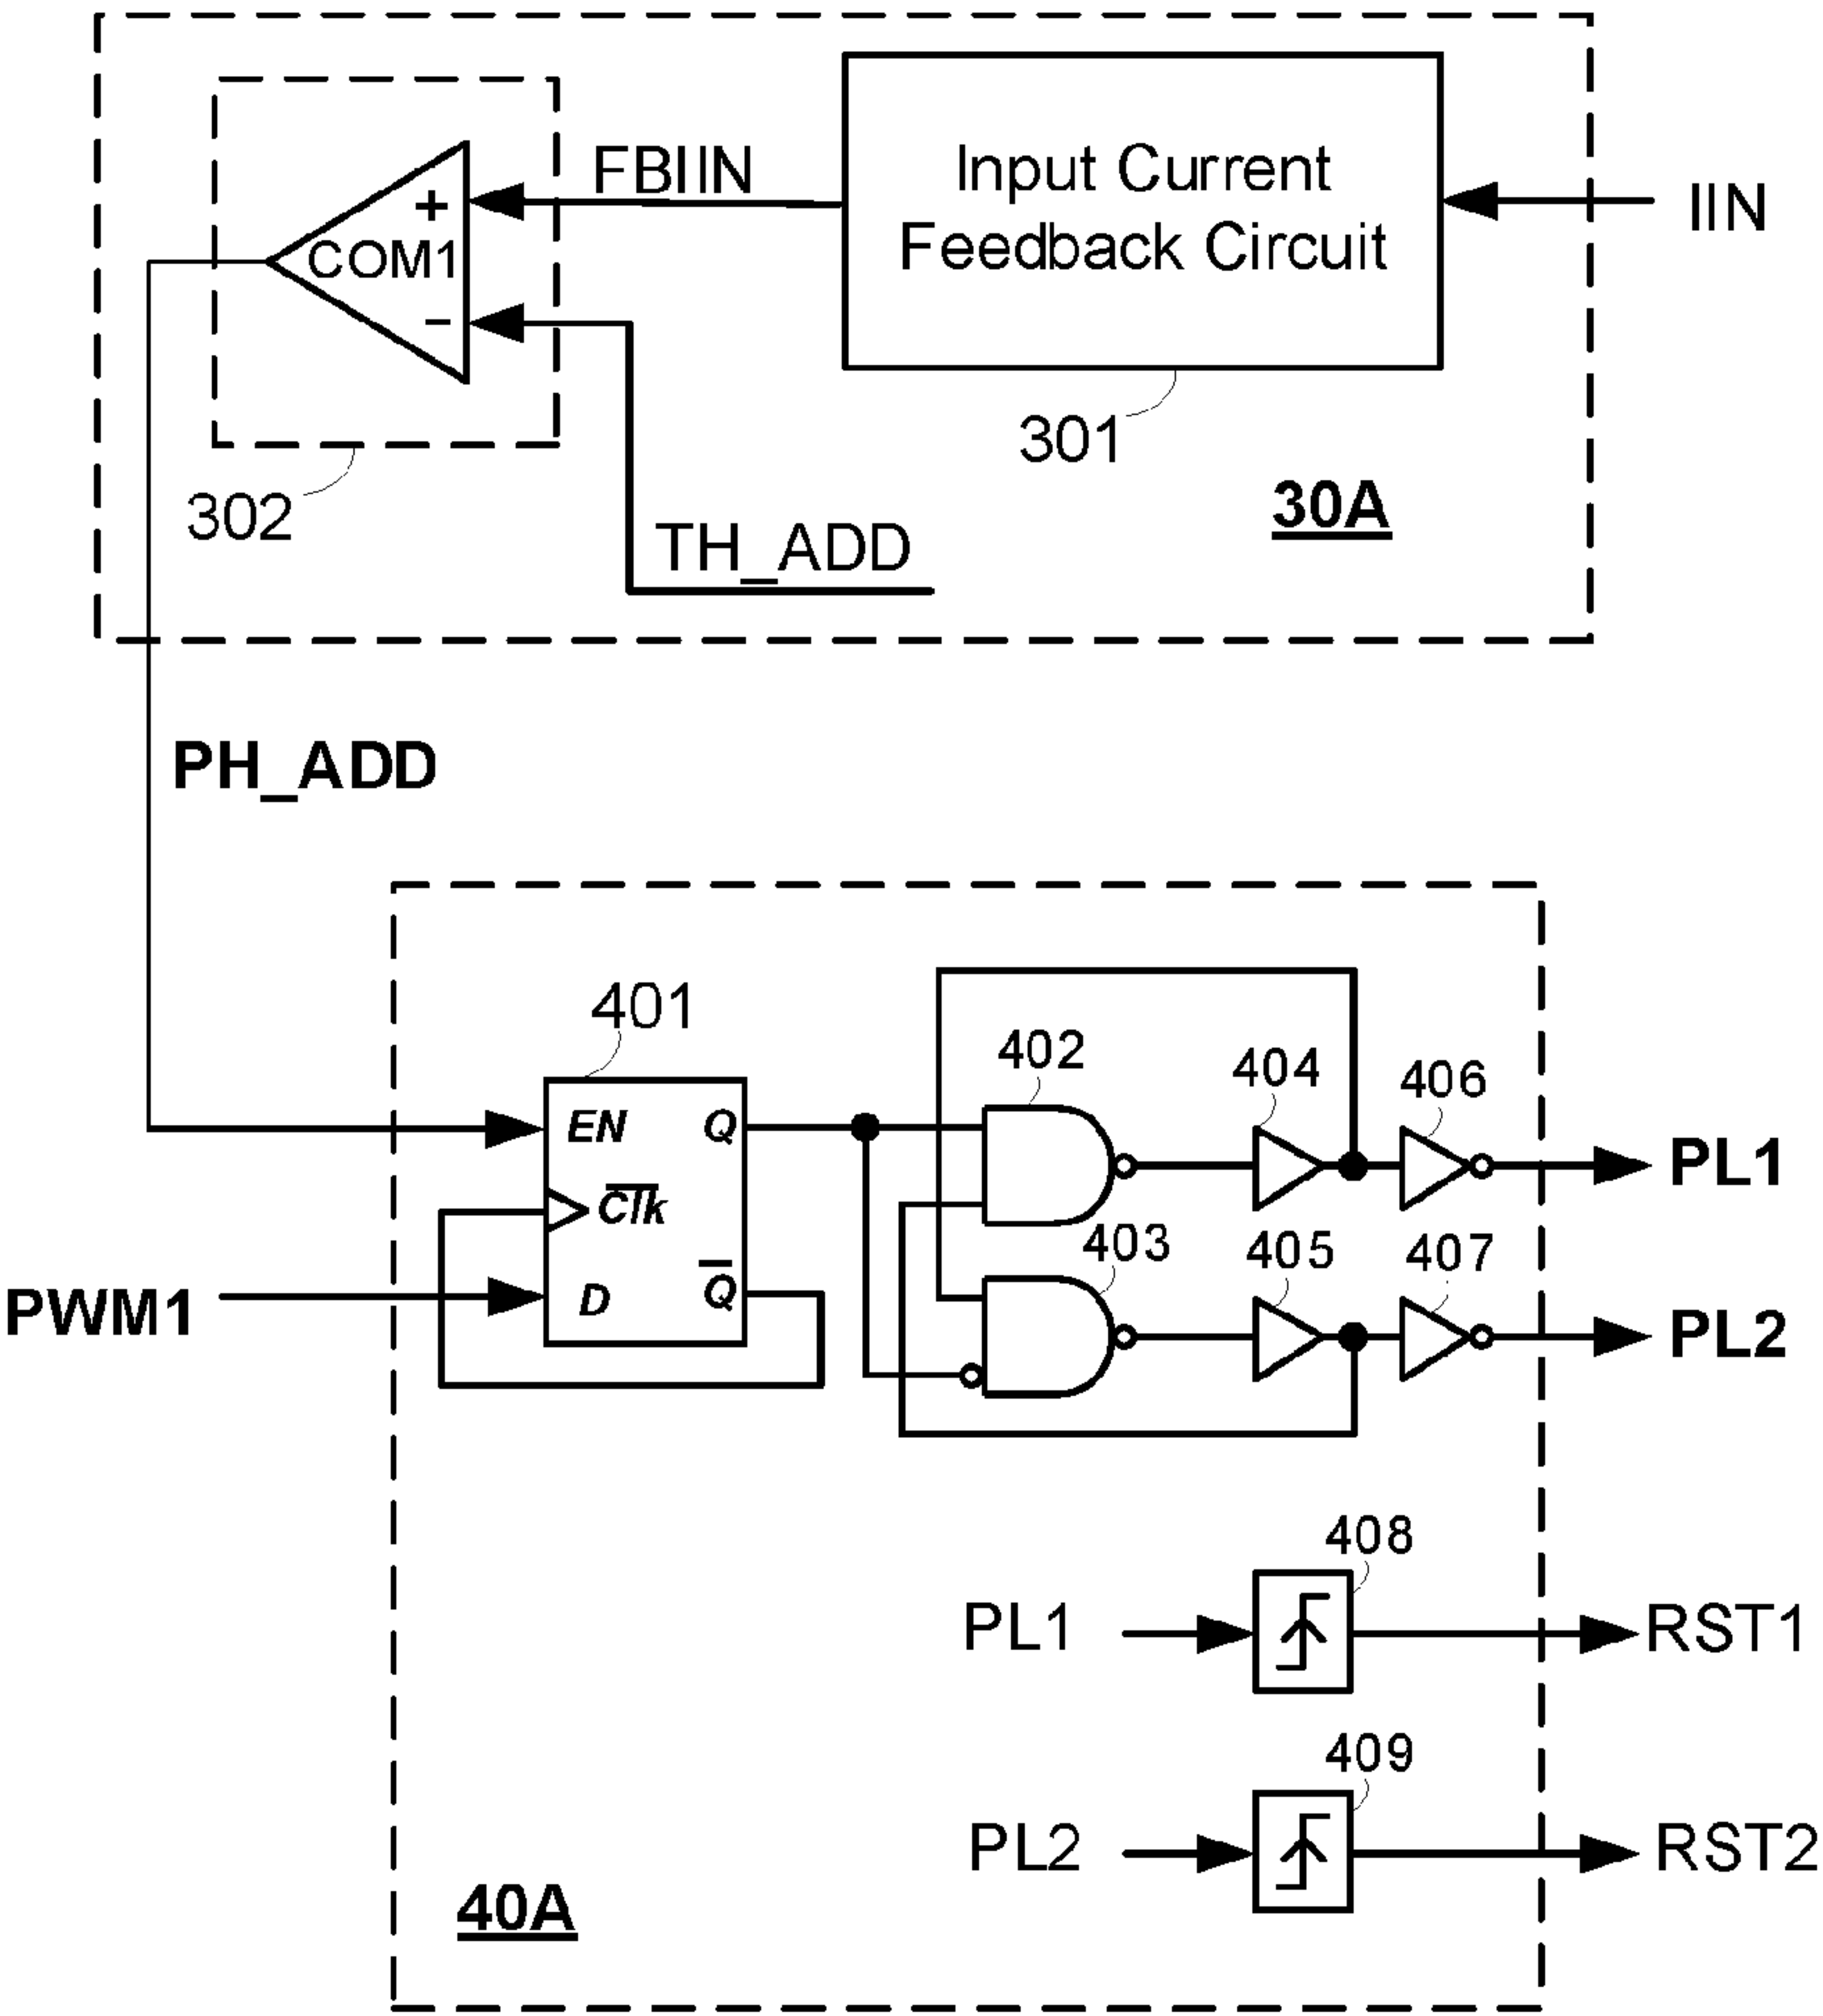 Input Current
Feedback Circuit
FBIIN
IIN
+
COM1
−
301
302
30A
TH_ADD
PH_ADD
401
402
404
406
EN
Q
Clk
D
Q
403
405
407
PL1
PWM1
PL2
408
PL1
RST1
409
PL2
RST2
40A